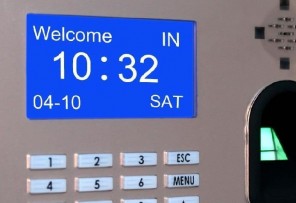 Welcome IN
10:32
04-10 SAT
1 2 3 ESC
4 5 6 MENU